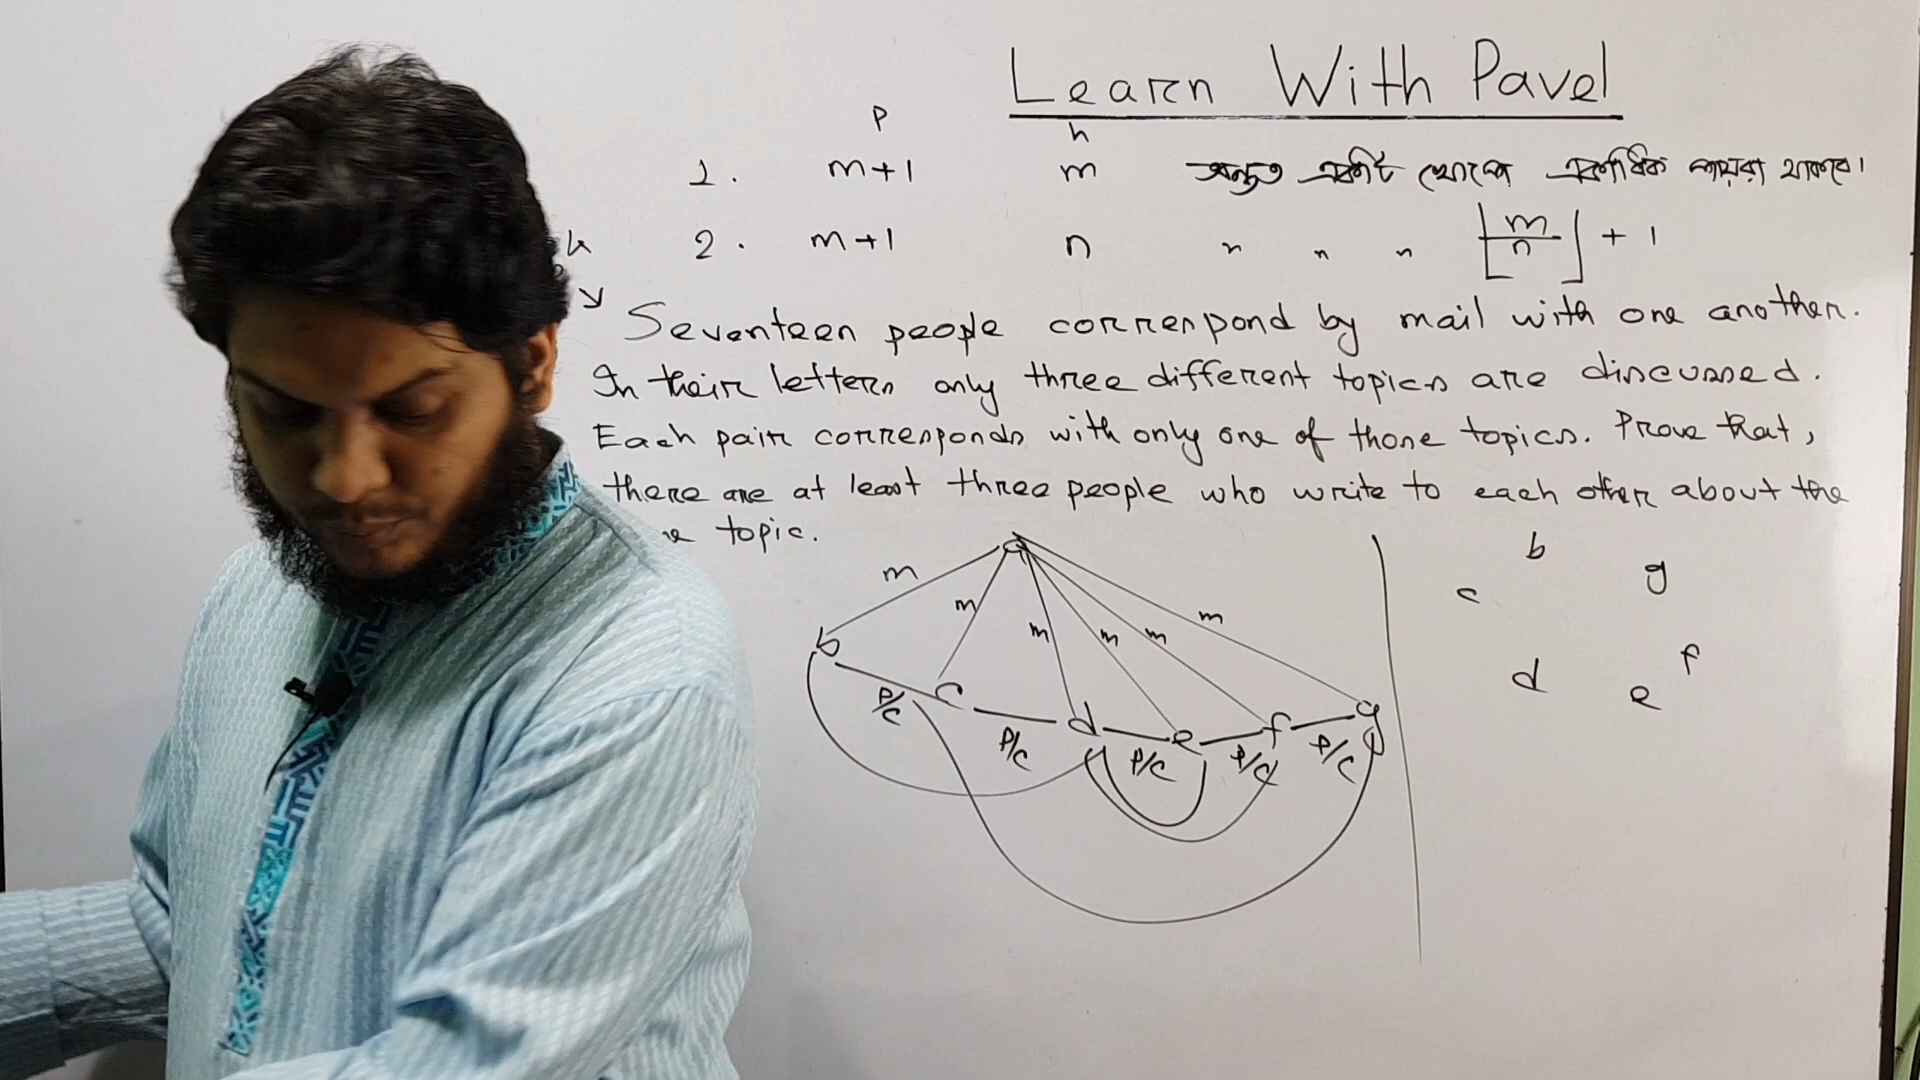 Learn With Pavel
P h
1. m+1 m অন্তত একটি খোপে একাধিক পায়রা থাকবে।
2. m+1 n " " " ⌊m/n⌋ + 1
Seventeen people correspond by mail with one another.
In their letters only three different topics are discussed.
Each pair corresponds with only one of those topics. Prove that,
there are at least three people who write to each other about the
topic.
a
m m m m m m
b c d e f g
P/C P/C P/C P/C P/C
b
c g
d e f